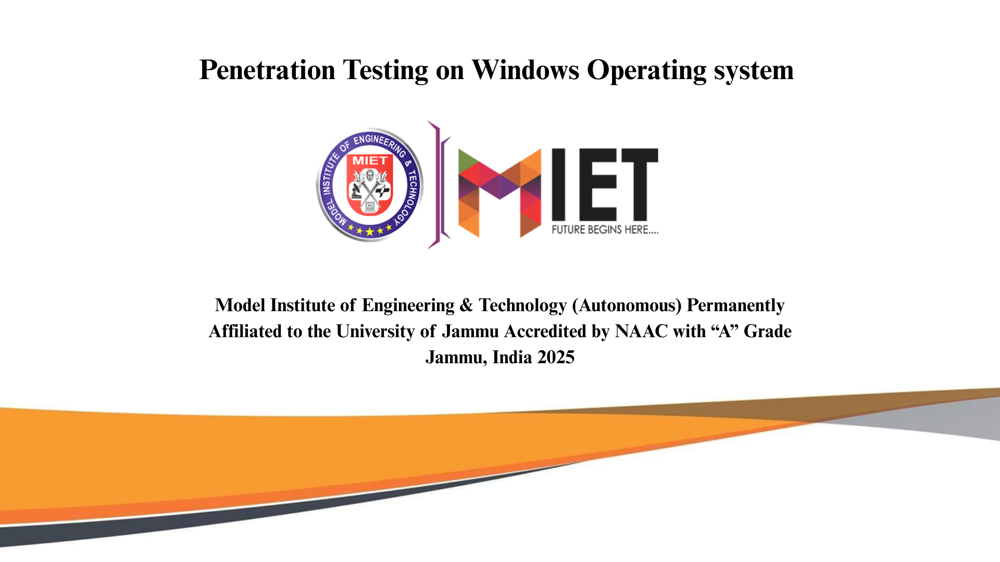 Penetration Testing on Windows Operating system
MODEL INSTITUTE OF ENGINEERING & TECHNOLOGY
MIET
MIET
FUTURE BEGINS HERE....
Model Institute of Engineering & Technology (Autonomous) Permanently
Affiliated to the University of Jammu Accredited by NAAC with “A” Grade
Jammu, India 2025